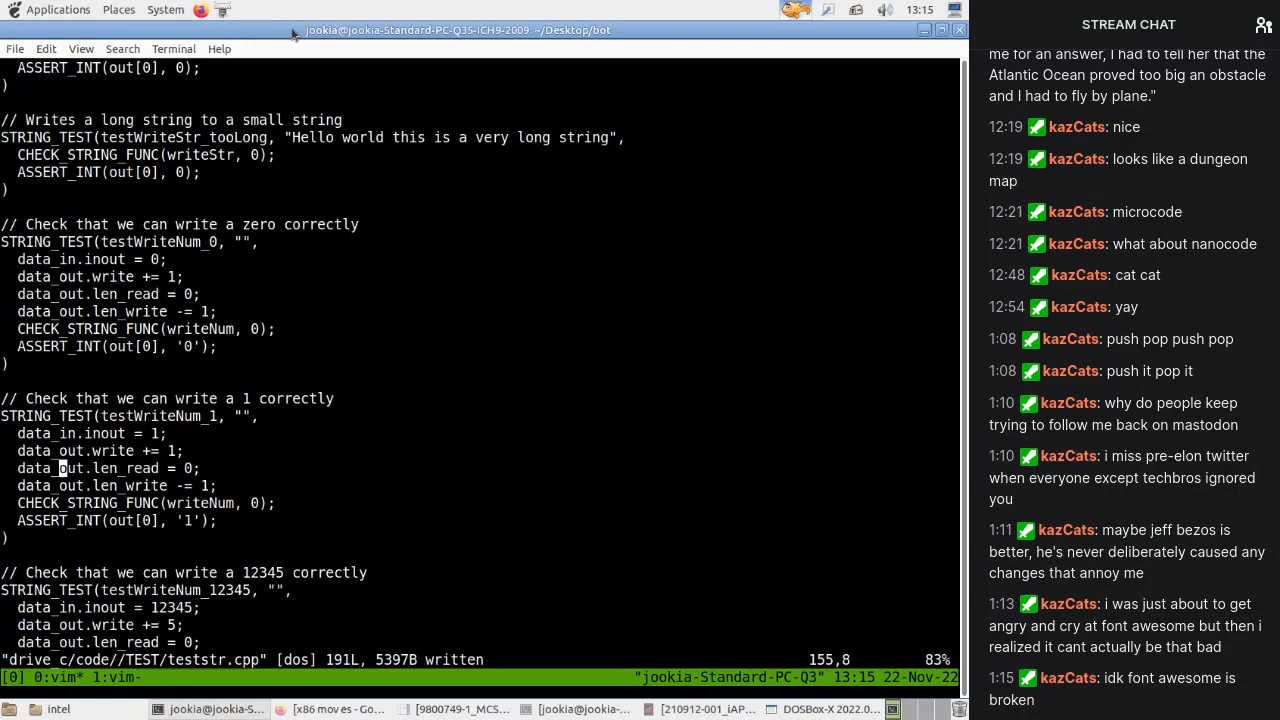 Applications Places System 13:15
jookia@jookia-Standard-PC-Q35-ICH9-2009: ~/Desktop/bot
File Edit View Search Terminal Help
ASSERT_INT(out[0], 0);
)
// Writes a long string to a small string
STRING_TEST(testWriteStr_tooLong, "Hello world this is a very long string",
CHECK_STRING_FUNC(writeStr, 0);
ASSERT_INT(out[0], 0);
)
// Check that we can write a zero correctly
STRING_TEST(testWriteNum_0, "",
data_in.inout = 0;
data_out.write += 1;
data_out.len_read = 0;
data_out.len_write -= 1;
CHECK_STRING_FUNC(writeNum, 0);
ASSERT_INT(out[0], '0');
)
// Check that we can write a 1 correctly
STRING_TEST(testWriteNum_1, "",
data_in.inout = 1;
data_out.write += 1;
data_out.len_read = 0;
data_out.len_write -= 1;
CHECK_STRING_FUNC(writeNum, 0);
ASSERT_INT(out[0], '1');
)
// Check that we can write a 12345 correctly
STRING_TEST(testWriteNum_12345, "",
data_in.inout = 12345;
data_out.write += 5;
data_out.len_read = 0;
"drive_c/code//TEST/teststr.cpp" [dos] 191L, 5397B written 155,8 83%
[0] 0:vim* 1:vim- "jookia-Standard-PC-Q3" 13:15 22-Nov-22
intel jookia@jookia-S... [x86 moves - Go... [9800749-1_MCS... [jookia@jookia-... [210912-001_iAP... DOSBox-X 2022.0...
STREAM CHAT
me for an answer, I had to tell her that the
Atlantic Ocean proved too big an obstacle
and I had to fly by plane."
12:19 kazCats: nice
12:19 kazCats: looks like a dungeon
map
12:21 kazCats: microcode
12:21 kazCats: what about nanocode
12:48 kazCats: cat cat
12:54 kazCats: yay
1:08 kazCats: push pop push pop
1:08 kazCats: push it pop it
1:10 kazCats: why do people keep
trying to follow me back on mastodon
1:10 kazCats: i miss pre-elon twitter
when everyone except techbros ignored
you
1:11 kazCats: maybe jeff bezos is
better, he's never deliberately caused any
changes that annoy me
1:13 kazCats: i was just about to get
angry and cry at font awesome but then i
realized it cant actually be that bad
1:15 kazCats: idk font awesome is
broken